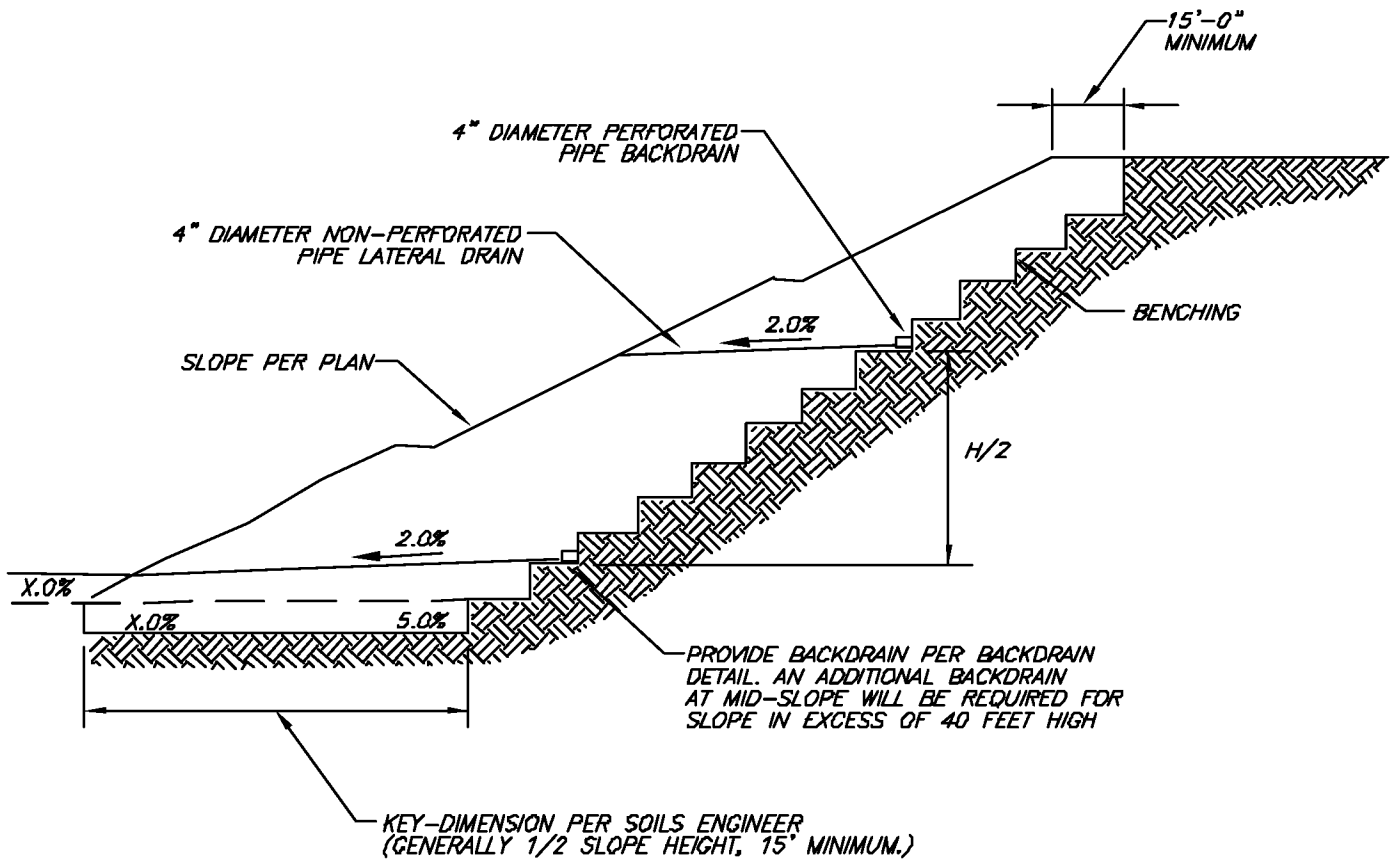 15'-0"
MINIMUM
4" DIAMETER PERFORATED
PIPE BACKDRAIN
4" DIAMETER NON-PERFORATED
PIPE LATERAL DRAIN
2.0%
BENCHING
SLOPE PER PLAN
H/2
2.0%
X.0%
X.0%
5.0%
PROVIDE BACKDRAIN PER BACKDRAIN
DETAIL. AN ADDITIONAL BACKDRAIN
AT MID-SLOPE WILL BE REQUIRED FOR
SLOPE IN EXCESS OF 40 FEET HIGH
KEY-DIMENSION PER SOILS ENGINEER
(GENERALLY 1/2 SLOPE HEIGHT, 15' MINIMUM.)